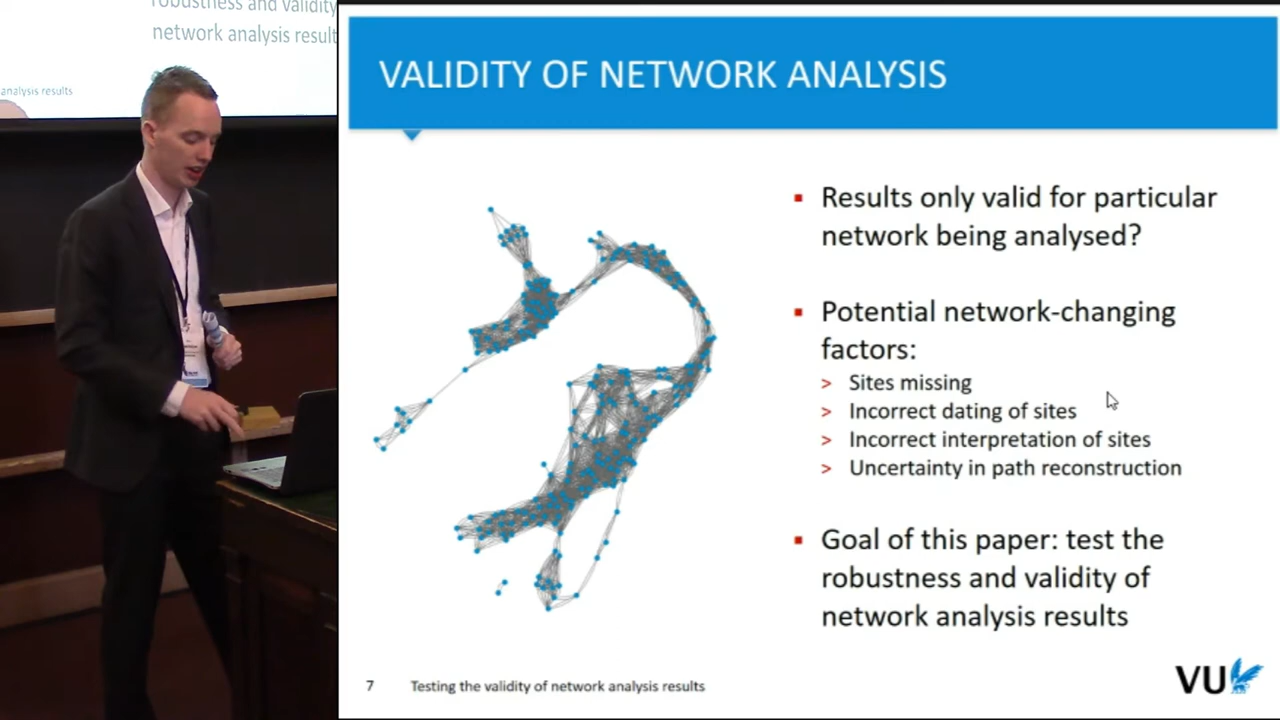 robustness and validity
network analysis result
analysis results
VALIDITY OF NETWORK ANALYSIS
▪ Results only valid for particular
network being analysed?
▪ Potential network-changing
factors:
> Sites missing
> Incorrect dating of sites
> Incorrect interpretation of sites
> Uncertainty in path reconstruction
▪ Goal of this paper: test the
robustness and validity of
network analysis results
7 Testing the validity of network analysis results
VU